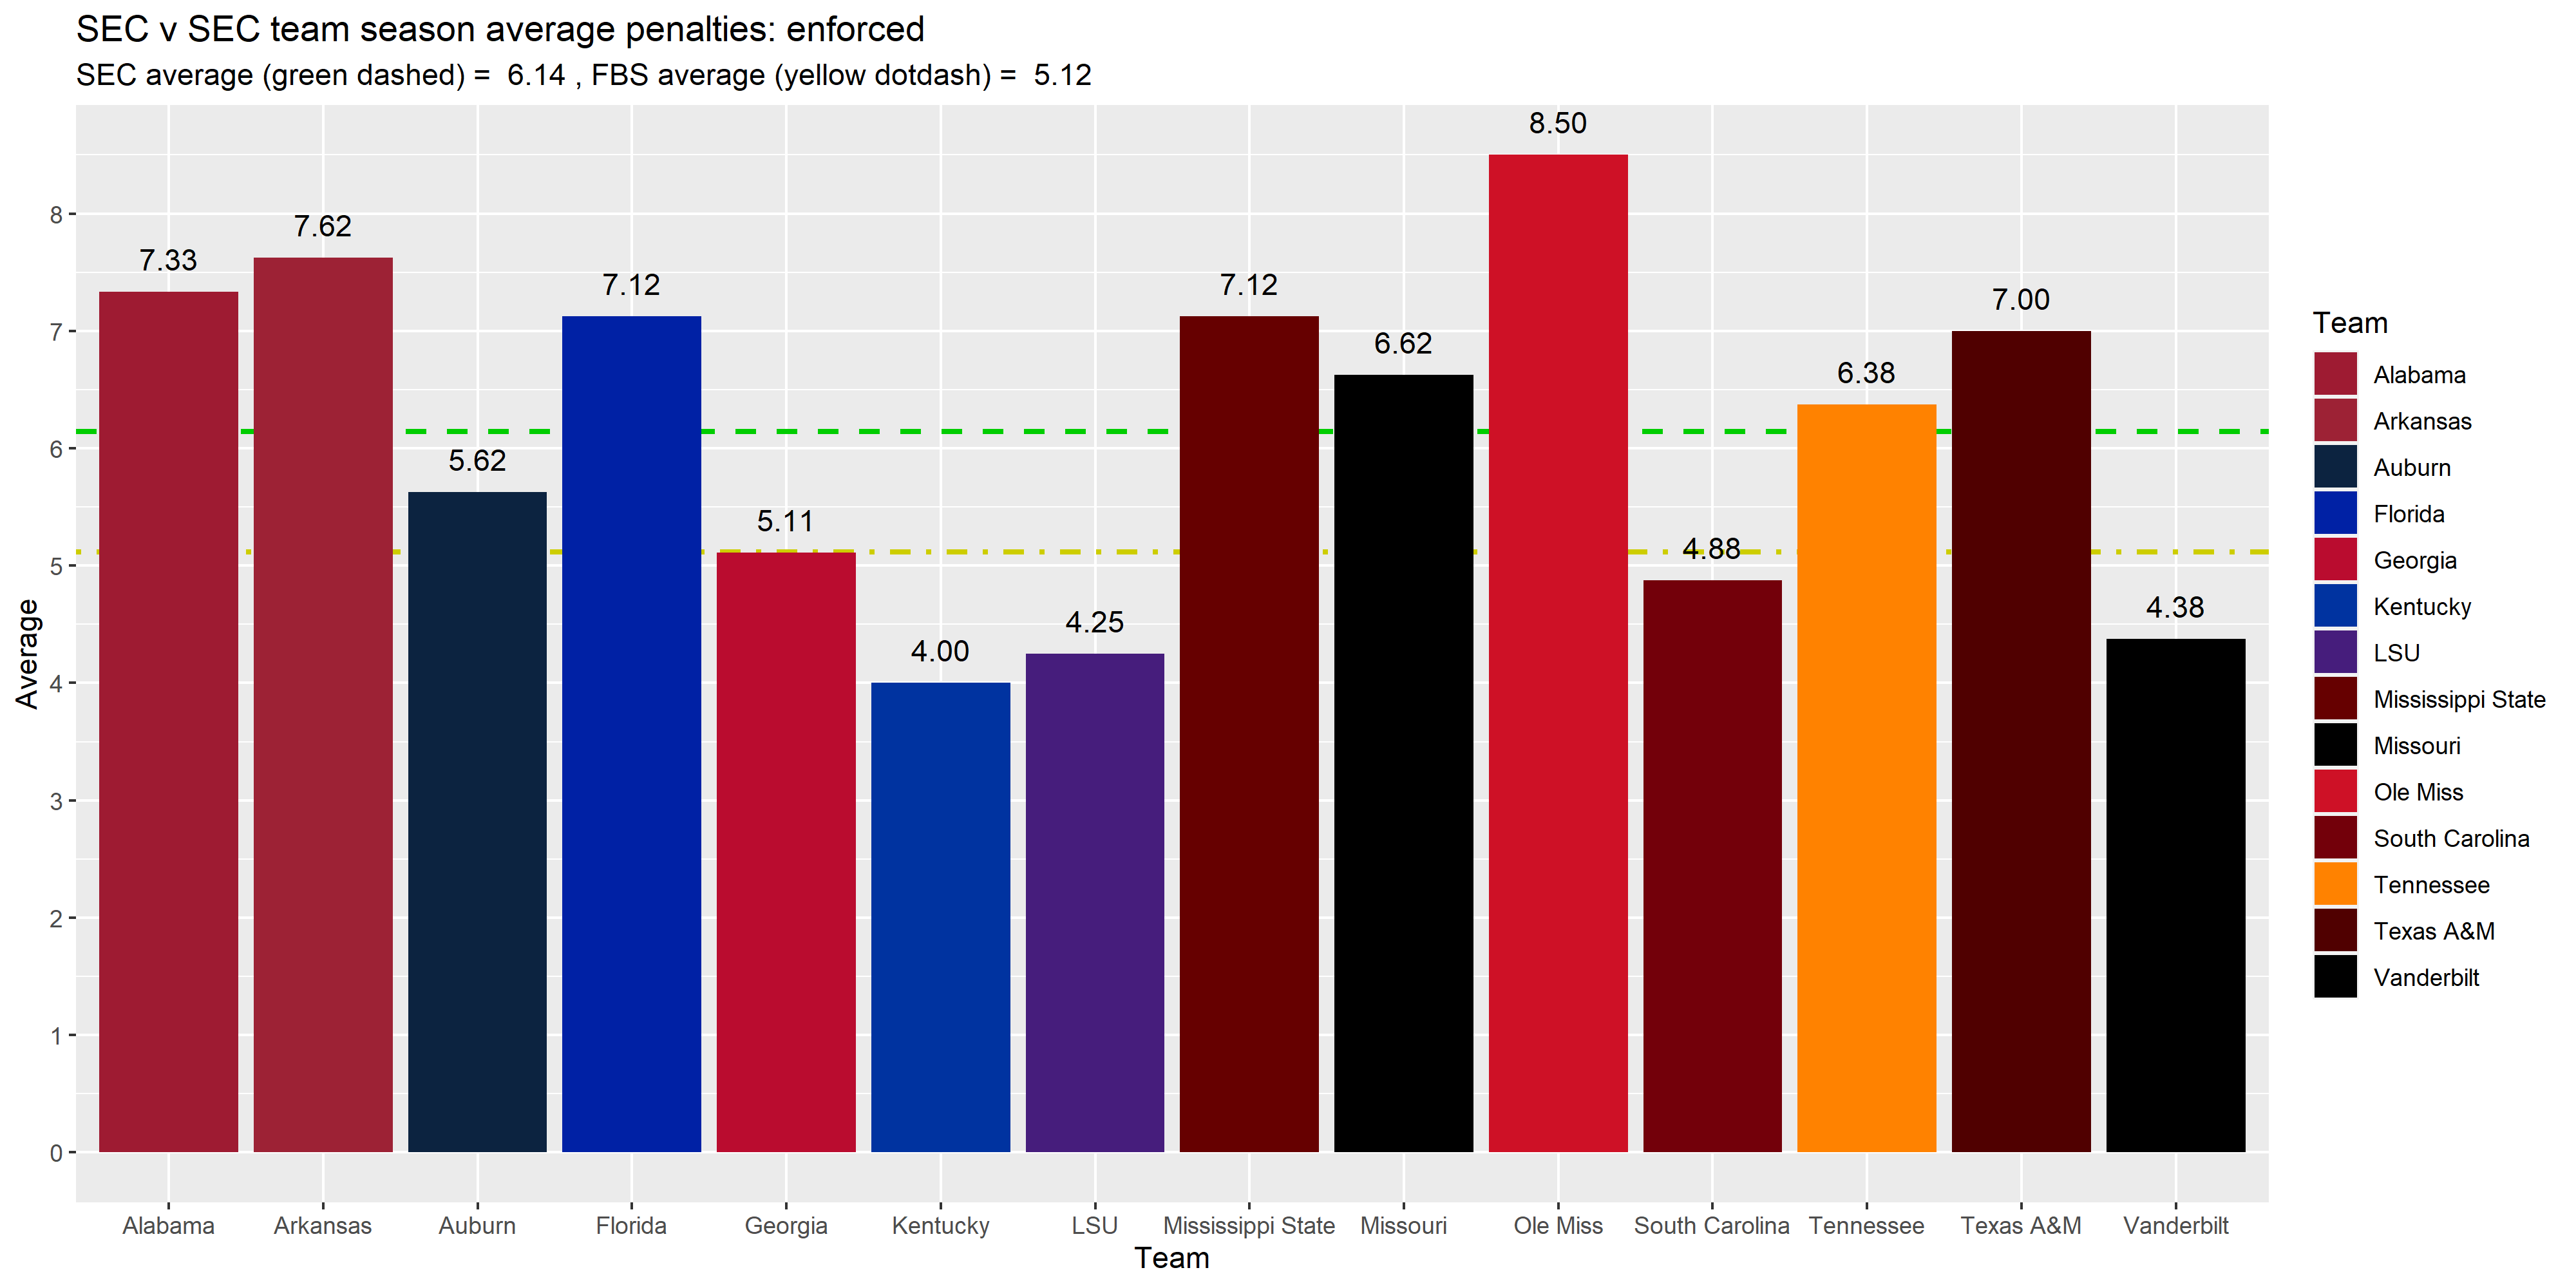 SEC v SEC team season average penalties: enforced
SEC average (green dashed) =  6.14 , FBS average (yellow dotdash) =  5.12
8.50
7.62
7.33
7.12
7.12
7.00
6.62
6.38
5.62
5.11
4.88
4.38
4.25
4.00
8
7
6
5
4
3
2
1
0
Average
Alabama Arkansas Auburn Florida Georgia Kentucky LSU Mississippi State Missouri Ole Miss South Carolina Tennessee Texas A&M Vanderbilt
Team
Team
Alabama
Arkansas
Auburn
Florida
Georgia
Kentucky
LSU
Mississippi State
Missouri
Ole Miss
South Carolina
Tennessee
Texas A&M
Vanderbilt